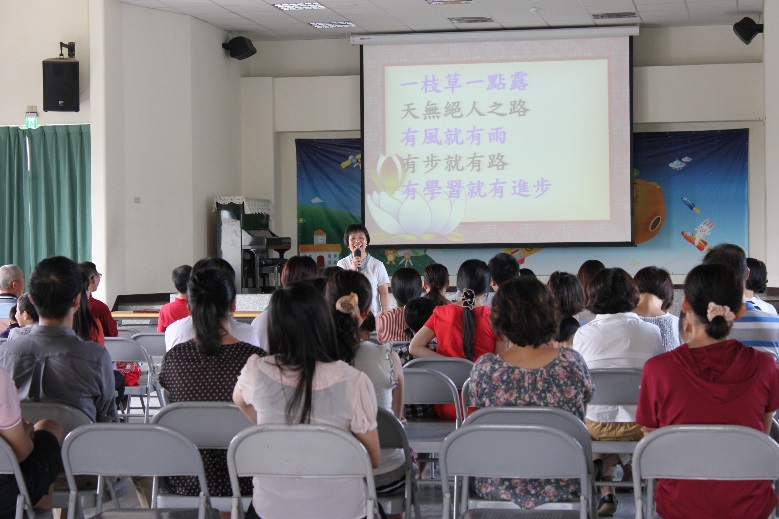 一枝草一點露
天無絕人之路
有風就有雨
有步就有路
有學習就有進步